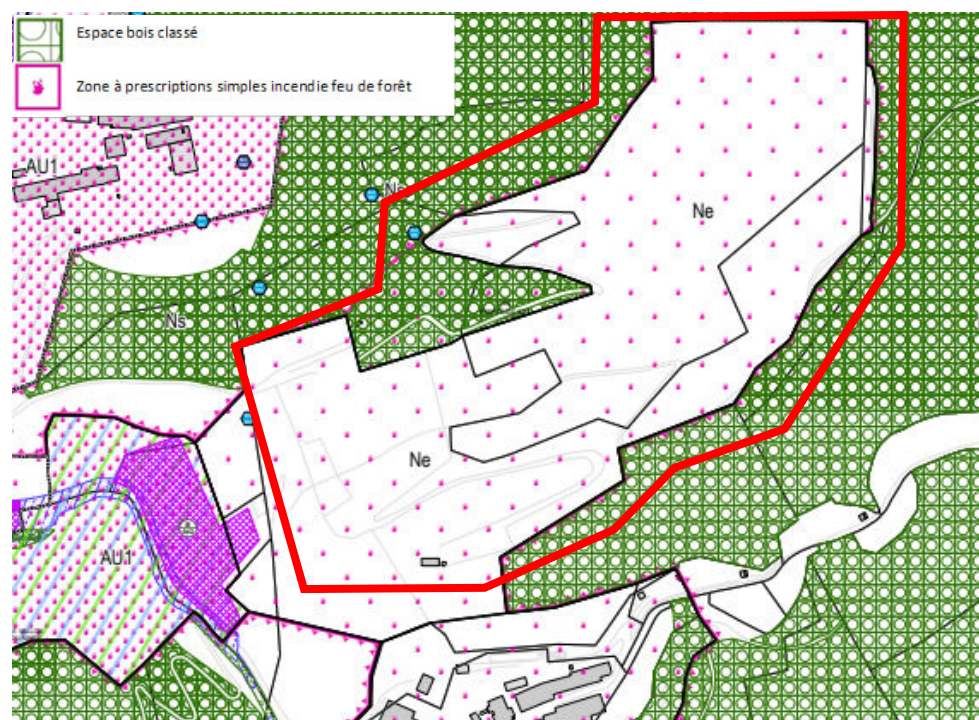 Espace bois classé
Zone à prescriptions simples incendie feu de forêt
AU1
Ns
Ne
Ns
Ne
AU1